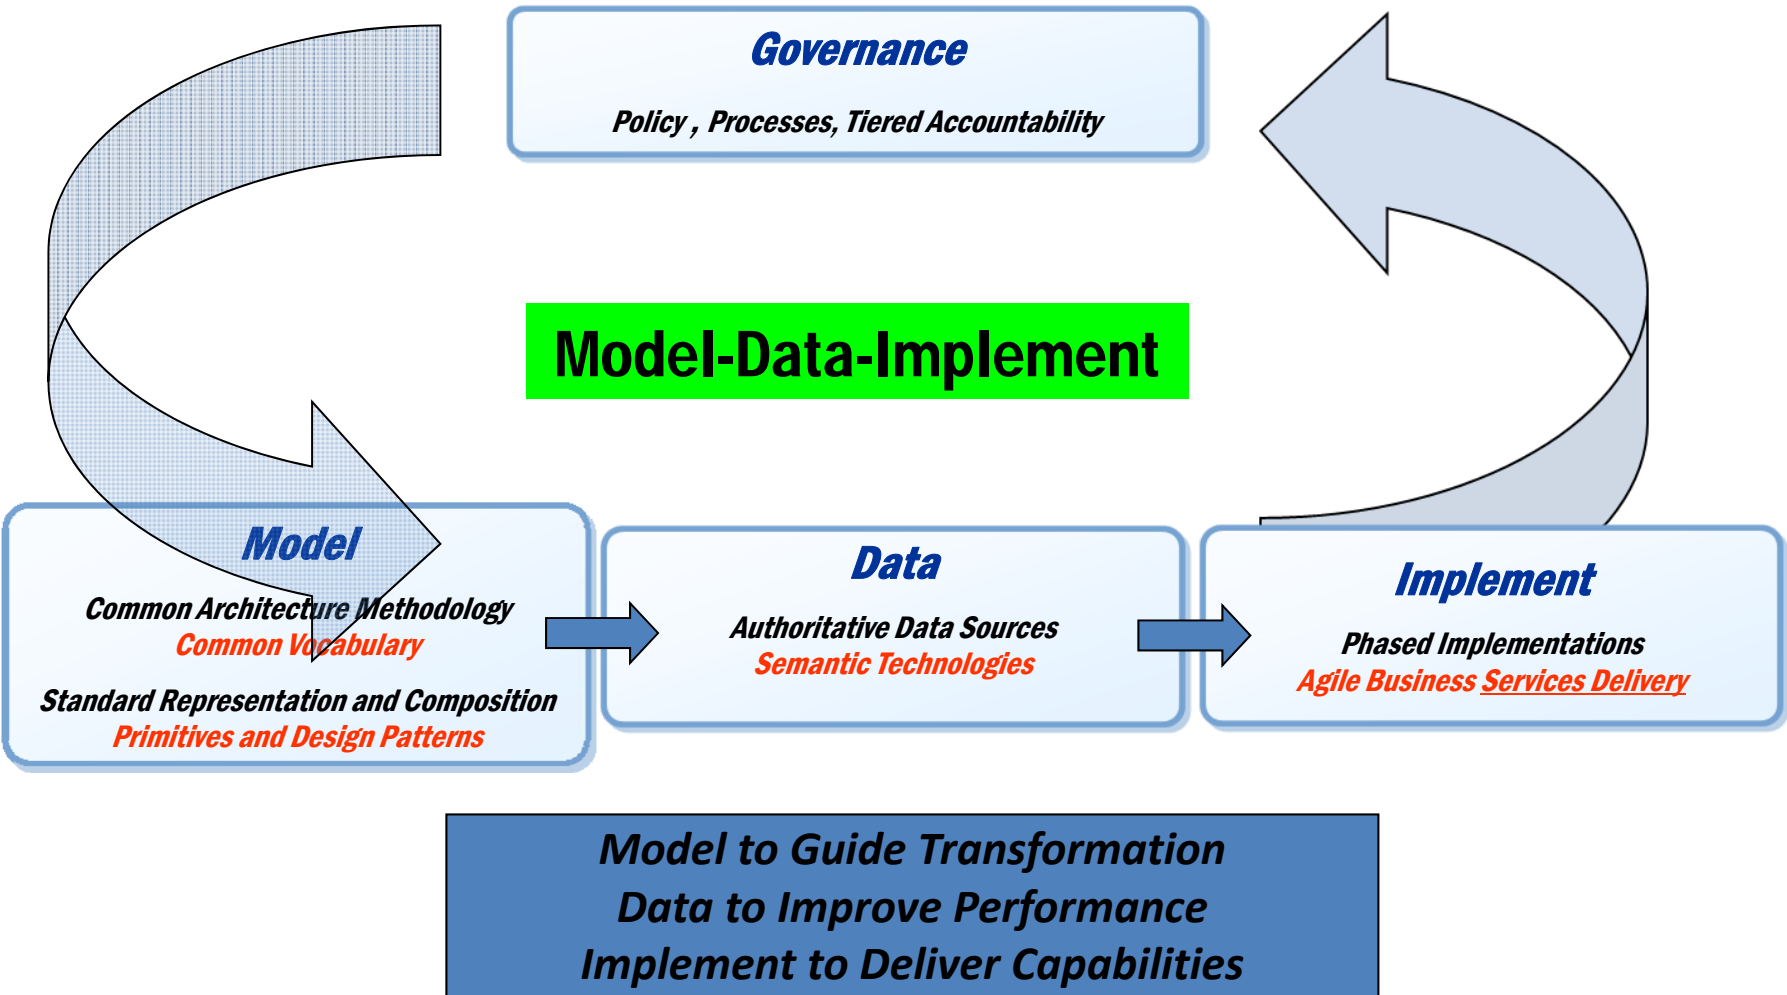 Governance
Policy , Processes, Tiered Accountability
Model-Data-Implement
Model
Common Architecture Methodology
Common Vocabulary
Standard Representation and Composition
Primitives and Design Patterns
Data
Authoritative Data Sources
Semantic Technologies
Implement
Phased Implementations
Agile Business Services Delivery
Model to Guide Transformation
Data to Improve Performance
Implement to Deliver Capabilities